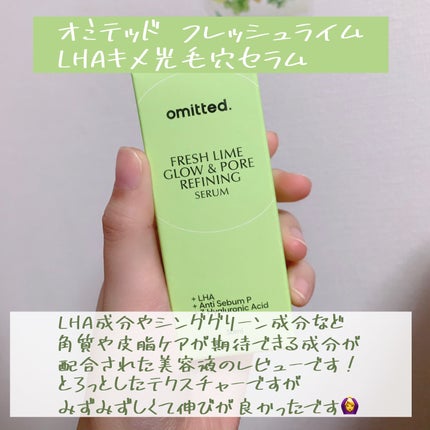 オミテッド フレッシュライム
LHAキメ光毛穴セラム
omitted.
FRESH LIME
GLOW & PORE
REFINING
SERUM
+ LHA
+ Anti Sebum P
Hyaluronic Acid
LHA成分やシンググリーン成分など
角質や皮脂ケアが期待できる成分が
配合された美容液のレビューです！
とろっとしたテクスチャーですが
みずみずしくて伸びが良かったです🙆‍♀️